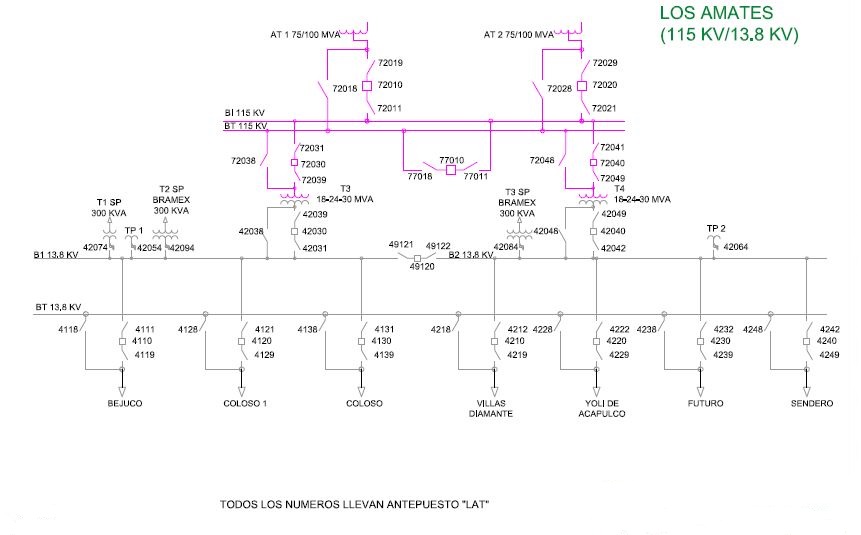 LOS AMATES
(115 KV/13.8 KV)
AT 1 75/100 MVA
AT 2 75/100 MVA
72019
72029
72018
72010
72028
72020
72011
72021
BI 115 KV
BT 115 KV
72031
72041
72038
72030
77010
72048
72040
72039
77018
77011
72049
T3
18-24-30 MVA
T4
18-24-30 MVA
T1 SP
300 KVA
T2 SP
BRAMEX
300 KVA
T3 SP
BRAMEX
300 KVA
TP 1
TP 2
42039
42049
42038
42030
42048
42040
42031
42042
42074
42054
42094
42084
42064
49121
49122
49120
B1 13.8 KV
B2 13.8 KV
BT 13.8 KV
4118
4111
4110
4119
4128
4121
4120
4129
4138
4131
4130
4139
4218
4212
4210
4219
4228
4222
4220
4229
4238
4232
4230
4239
4248
4242
4240
4249
BEJUCO
COLOSO 1
COLOSO
VILLAS
DIAMANTE
YOLI DE
ACAPULCO
FUTURO
SENDERO
TODOS LOS NUMEROS LLEVAN ANTEPUESTO "LAT"